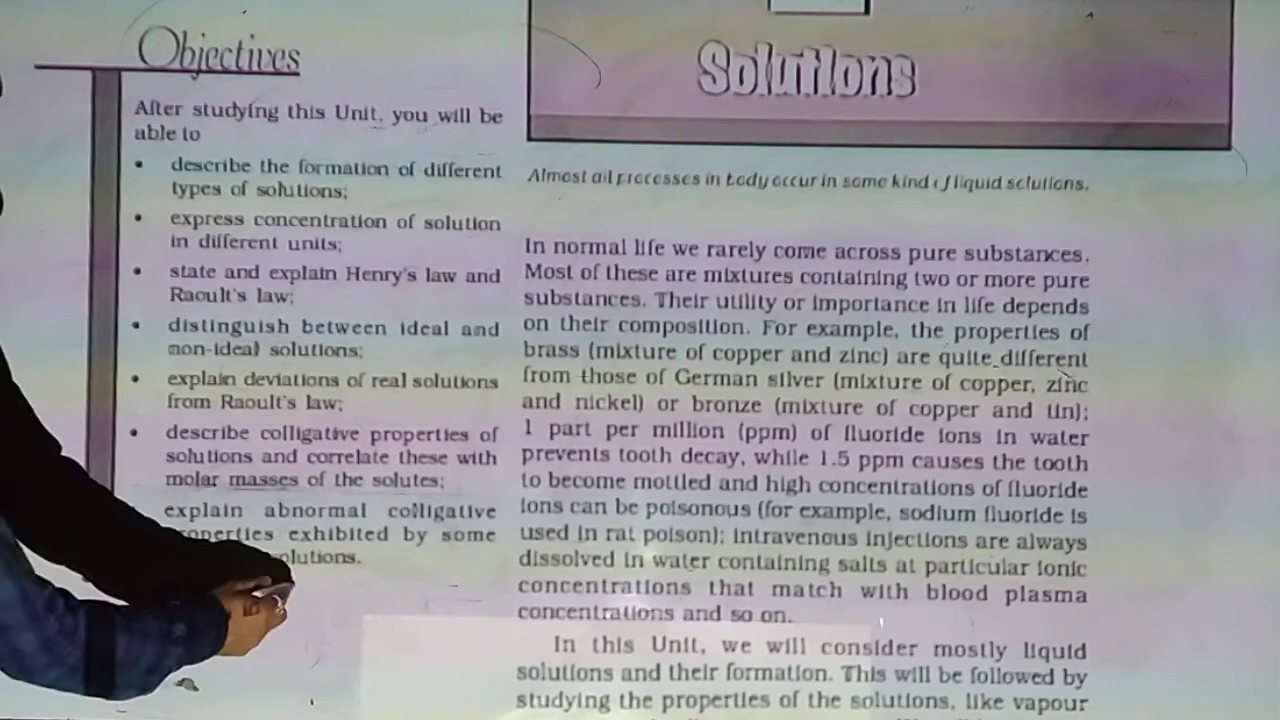 Objectives
After studying this Unit, you will be
able to
• describe the formation of different
types of solutions;
• express concentration of solution
in different units;
• state and explain Henry's law and
Raoult's law;
• distinguish between ideal and
non-ideal solutions;
• explain deviations of real solutions
from Raoult's law;
• describe colligative properties of
solutions and correlate these with
molar masses of the solutes;
explain abnormal colligative
exhibited by some
Solutions
Almost all processes in body occur in some kind of liquid solutions.
In normal life we rarely come across pure substances.
Most of these are mixtures containing two or more pure
substances. Their utility or importance in life depends
on their composition. For example, the properties of
brass (mixture of copper and zinc) are quite different
from those of German silver (mixture of copper, zinc
and nickel) or bronze (mixture of copper and tin);
1 part per million (ppm) of fluoride ions in water
prevents tooth decay, while 1.5 ppm causes the tooth
to become mottled and high concentrations of fluoride
ions can be poisonous (for example, sodium fluoride is
used in rat poison); intravenous injections are always
dissolved in water containing salts at particular ionic
concentrations that match with blood plasma
concentrations and so on.
In this Unit, we will consider mostly liquid
solutions and their formation. This will be followed by
studying the properties of the solutions, like vapour